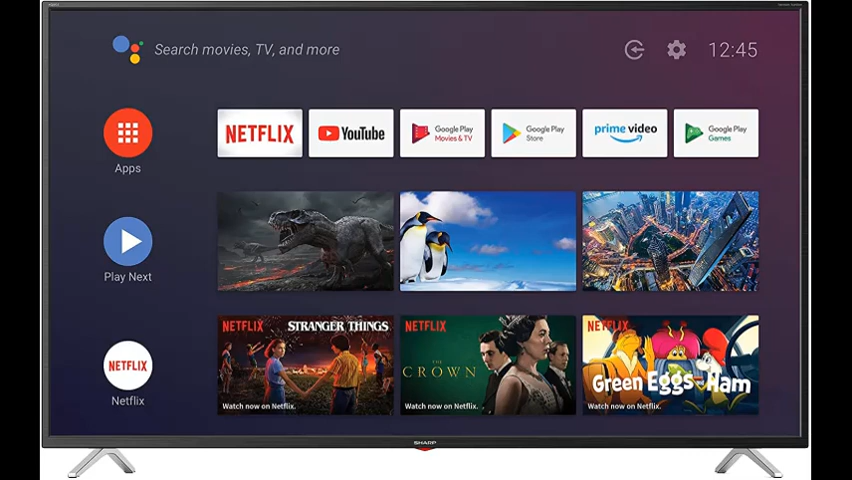 Search movies, TV, and more
12:45
NETFLIX
YouTube
Google Play
Movies & TV
Google Play
Store
prime video
Google Play
Games
Apps
Play Next
NETFLIX
Netflix
NETFLIX
STRANGER THINGS
Watch now on Netflix.
NETFLIX
THE
CROWN
Watch now on Netflix.
NETFLIX
Green Eggs and Ham
Watch now on Netflix.
SHARP